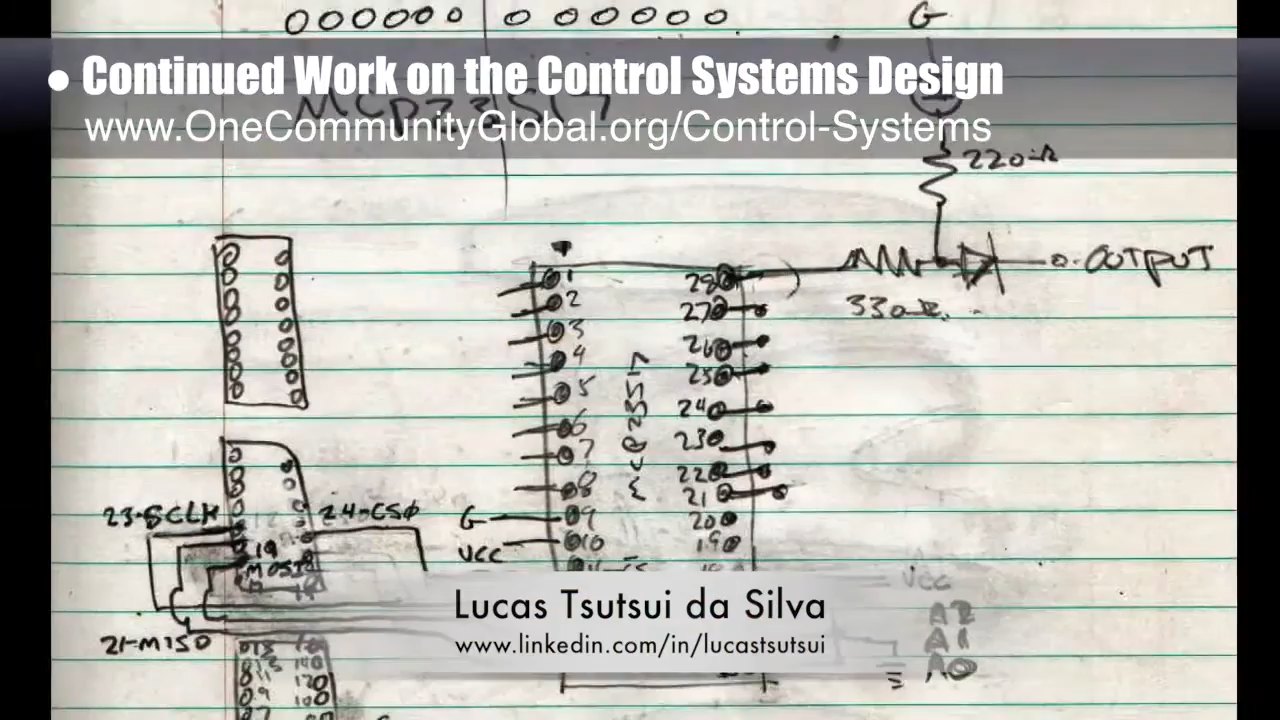 G
• Continued Work on the Control Systems Design
MCP23S17
www.OneCommunityGlobal.org/Control-Systems
220Ω
OUTPUT
330Ω
1
2
3
4
5
6
7
8
9
10
28
27
26
25
24
23
22
21
20
19
MCP23S17
G
VCC
23-SCLK
24-CS0
19
MOSI
21-MISO
VCC
A2
A1
A0
Lucas Tsutsui da Silva
www.linkedin.com/in/lucastsutsui